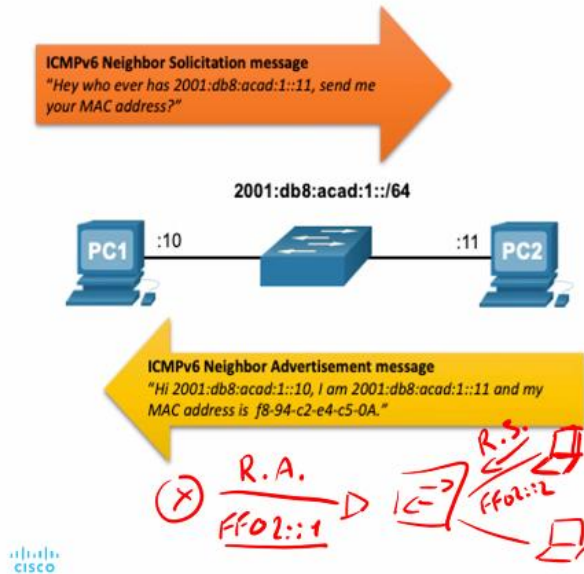 ICMPv6 Neighbor Solicitation message
"Hey who ever has 2001:db8:acad:1::11, send me
your MAC address?"
2001:db8:acad:1::/64
PC1 :10 :11 PC2
ICMPv6 Neighbor Advertisement message
"Hi 2001:db8:acad:1::10, I am 2001:db8:acad:1::11 and my
MAC address is f8-94-c2-e4-c5-0A."
R.S.
R.A.
FF02::2
FF02::1
cisco